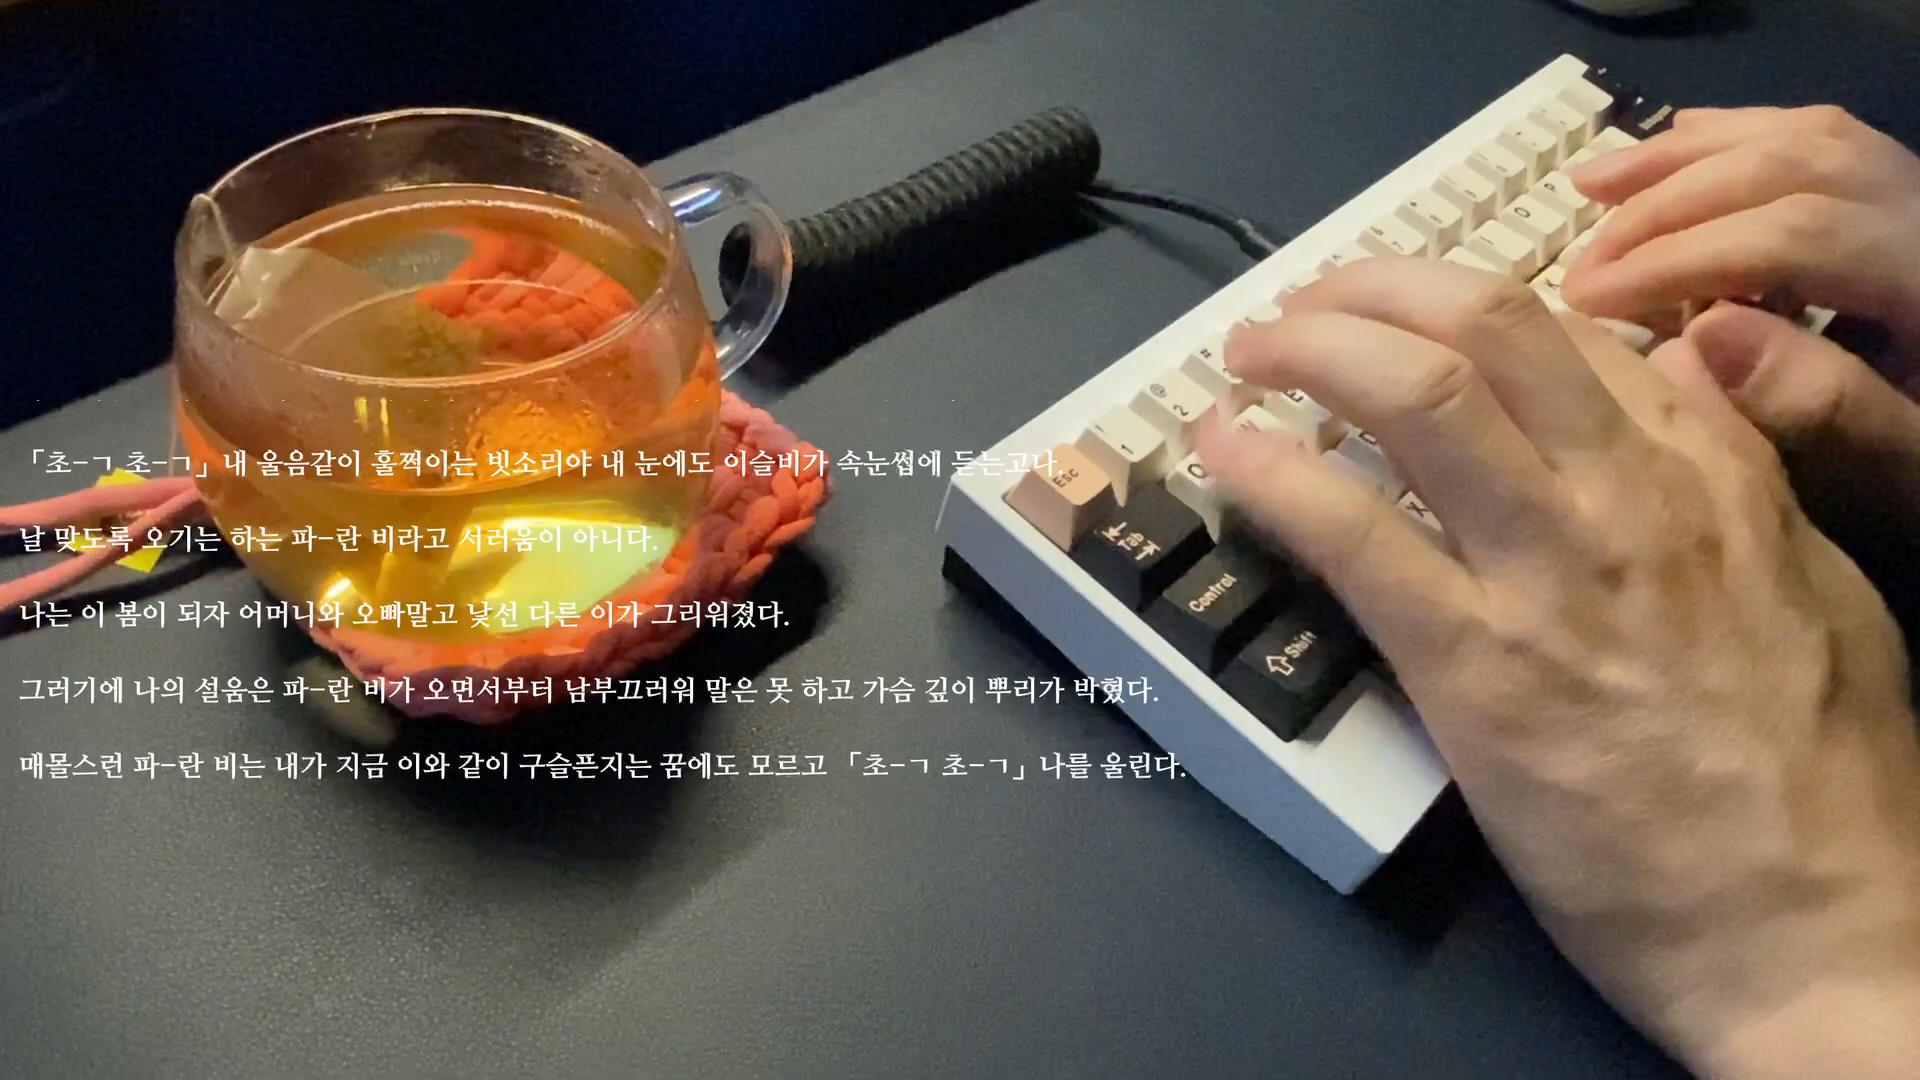 「초-ㄱ 초-ㄱ」내 울음같이 훌쩍이는 빗소리야 내 눈에도 이슬비가 속눈썹에 듣는고나.
날 맞도록 오기는 하는 파-란 비라고 서러움이 아니다.
나는 이 봄이 되자 어머니와 오빠말고 낯선 다른 이가 그리워졌다.
그러기에 나의 설움은 파-란 비가 오면서부터 남부끄러워 말은 못 하고 가슴 깊이 뿌리가 박혔다.
매몰스런 파-란 비는 내가 지금 이와 같이 구슬픈지는 꿈에도 모르고 「초-ㄱ 초-ㄱ」나를 울린다.
Esc
! 1
@ 2
#
Tab
Control
Shift
O
P
X